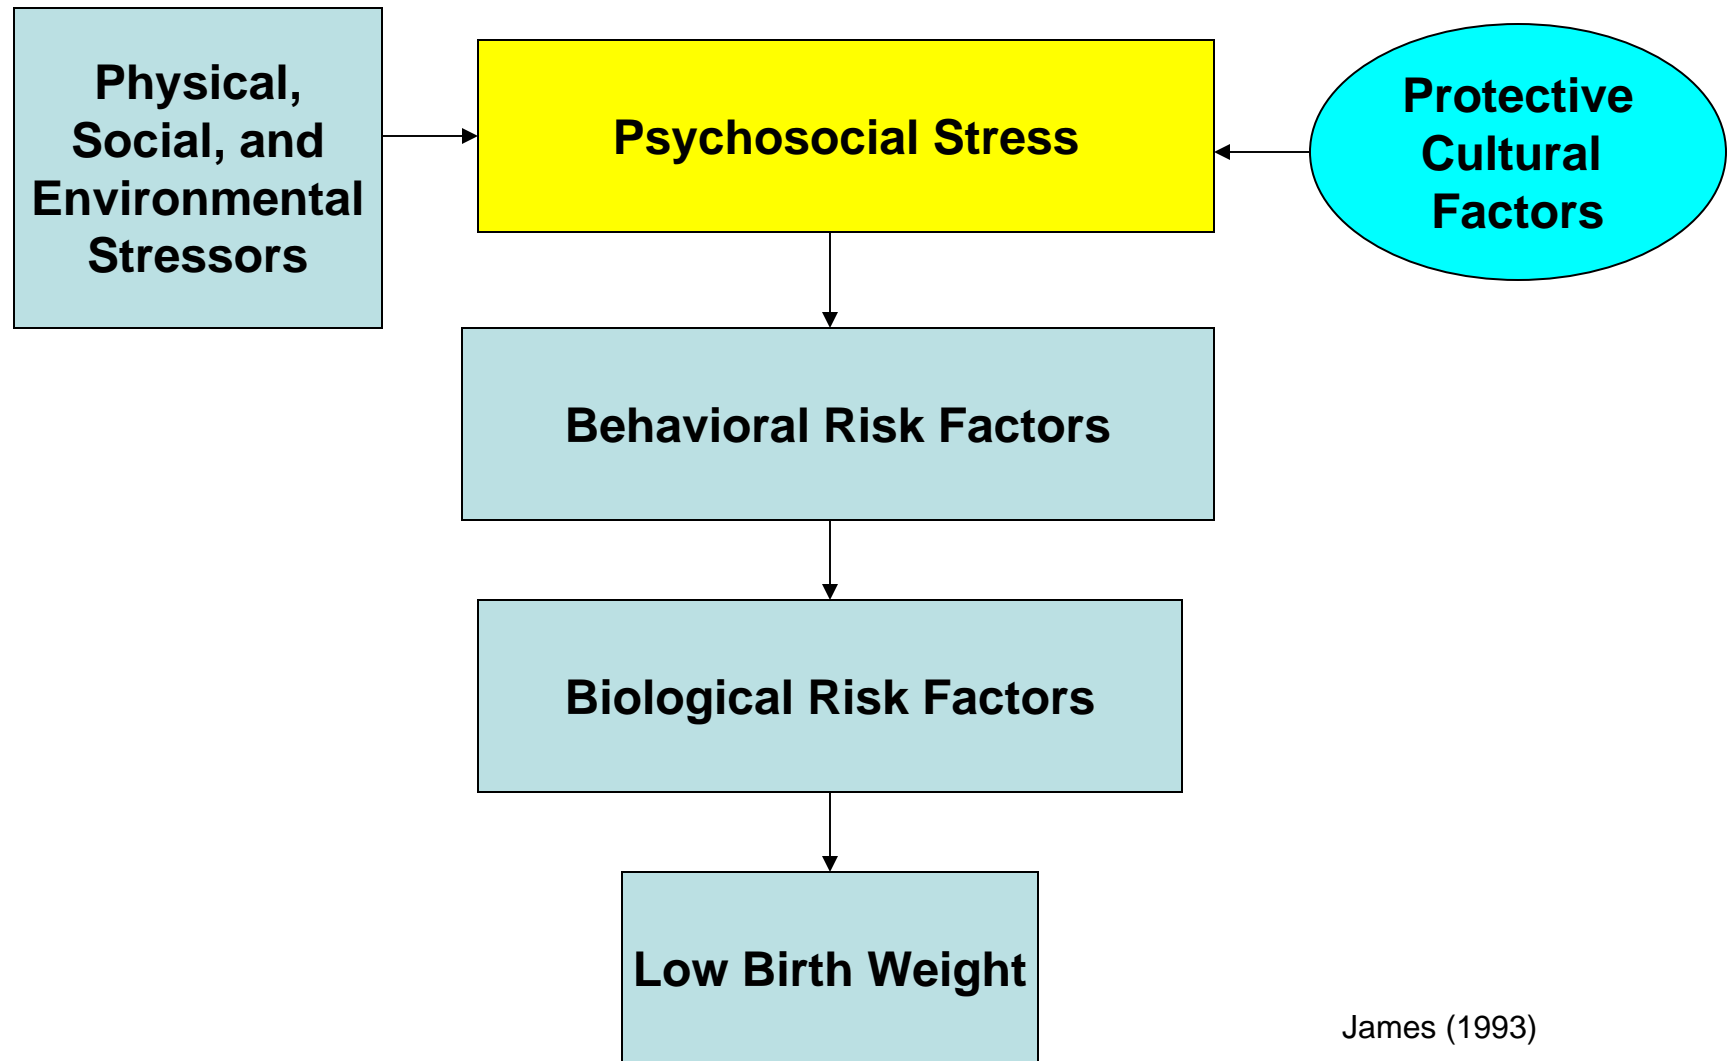 Physical,
Social, and
Environmental
Stressors
Psychosocial Stress
Protective
Cultural
Factors
Behavioral Risk Factors
Biological Risk Factors
Low Birth Weight
James (1993)